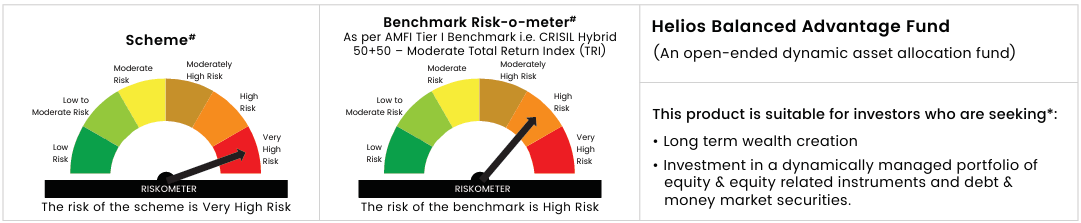 Scheme#
Moderate
Risk
Moderately
High Risk
Low to
Moderate Risk
High
Risk
Low
Risk
Very
High
Risk
RISKOMETER
The risk of the scheme is Very High Risk
Benchmark Risk-o-meter#
As per AMFI Tier I Benchmark i.e. CRISIL Hybrid
50+50 – Moderate Total Return Index (TRI)
Moderate
Risk
Moderately
High Risk
Low to
Moderate Risk
High
Risk
Low
Risk
Very
High
Risk
RISKOMETER
The risk of the benchmark is High Risk
Helios Balanced Advantage Fund
(An open-ended dynamic asset allocation fund)
This product is suitable for investors who are seeking*:
• Long term wealth creation
• Investment in a dynamically managed portfolio of
equity & equity related instruments and debt &
money market securities.